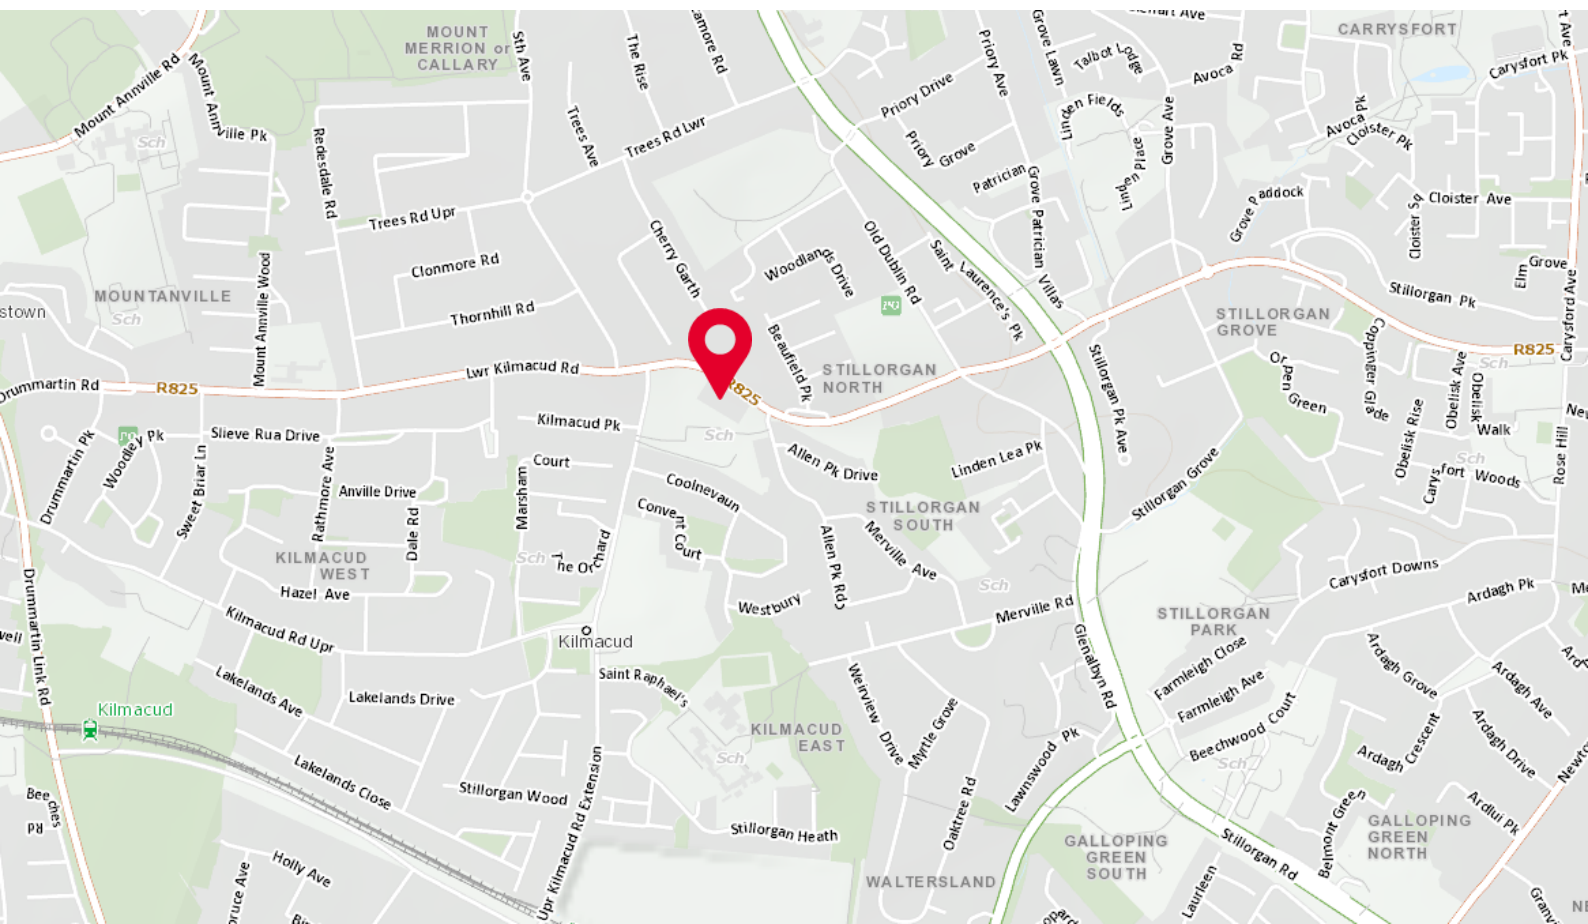 Glenart Ave
CARRYSFORT
MOUNT
MERRION or
CALLARY
Sth Ave
The Rise
Priory Ave
Grove Lawn
Talbot Lodge
Avoca Rd
Carysfort Pk
Mount Annville Rd
Mount Annville Pk
Sch
Redesdale Rd
Trees Ave
Trees Rd Lwr
Priory Drive
Priory Grove
Linden Fields
Linden Place
Grove Ave
Avoca Pk
Cloister Pk
Patrician
Grove Patrician Villas
Grove Paddock
Cloister Sq
Cloister Ave
Trees Rd Upr
Cherry Garth
Clonmore Rd
Woodlands Drive
Old Dublin Rd
Saint Laurence's Pk
Elm Grove
Stillorgan Pk
Carysford Ave
MOUNTANVILLE
Sch
stown
Mount Annville Wood
Thornhill Rd
Beaufield Pk
STILLORGAN
NORTH
STILLORGAN
GROVE
Coppinger Glade
R825
Sch
Orpen Green
Obelisk Ave
Obelisk Walk
Obelisk Rise
Drummartin Rd
R825
Lwr Kilmacud Rd
R825
Stillorgan Pk Ave
Kilmacud Pk
Sch
Slieve Rua Drive
Woodley Pk
Drummartin Pk
Sweet Briar Ln
Rathmore Ave
Court
Marsham
Allen Pk Drive
Linden Lea Pk
Stillorgan Grove
Sch
Carysfort Woods
Rose Hill
Anville Drive
Dale Rd
Coolnevaun
Convent Court
STILLORGAN
SOUTH
Merville Ave
Allen Pk Rd
KILMACUD
WEST
Sch
The Orchard
Sch
Carysfort Downs
Ardagh Pk
Hazel Ave
Westbury
Merville Rd
STILLORGAN
PARK
Kilmacud Rd Upr
Kilmacud
Drummartin Link Rd
Glenalbyn Rd
Farmleigh Close
Farmleigh Ave
Ardagh Grove
Ardagh Ave
Lakelands Ave
Lakelands Drive
Saint Raphael's
Weirview Drive
Myrtle Grove
Beechwood Court
Ardagh Crescent
Ardagh Drive
Kilmacud
KILMACUD
EAST
Sch
Lawnswood Pk
Sch
Lakelands Close
Stillorgan Wood
Upr Kilmacud Rd Extension
Oaktree Rd
Beeches Rd
Stillorgan Heath
Belmont Green
Ardlui Pk
GALLOPING
GREEN
NORTH
GALLOPING
GREEN
SOUTH
Stillorgan Rd
Holly Ave
WALTERSLAND
Laurleen